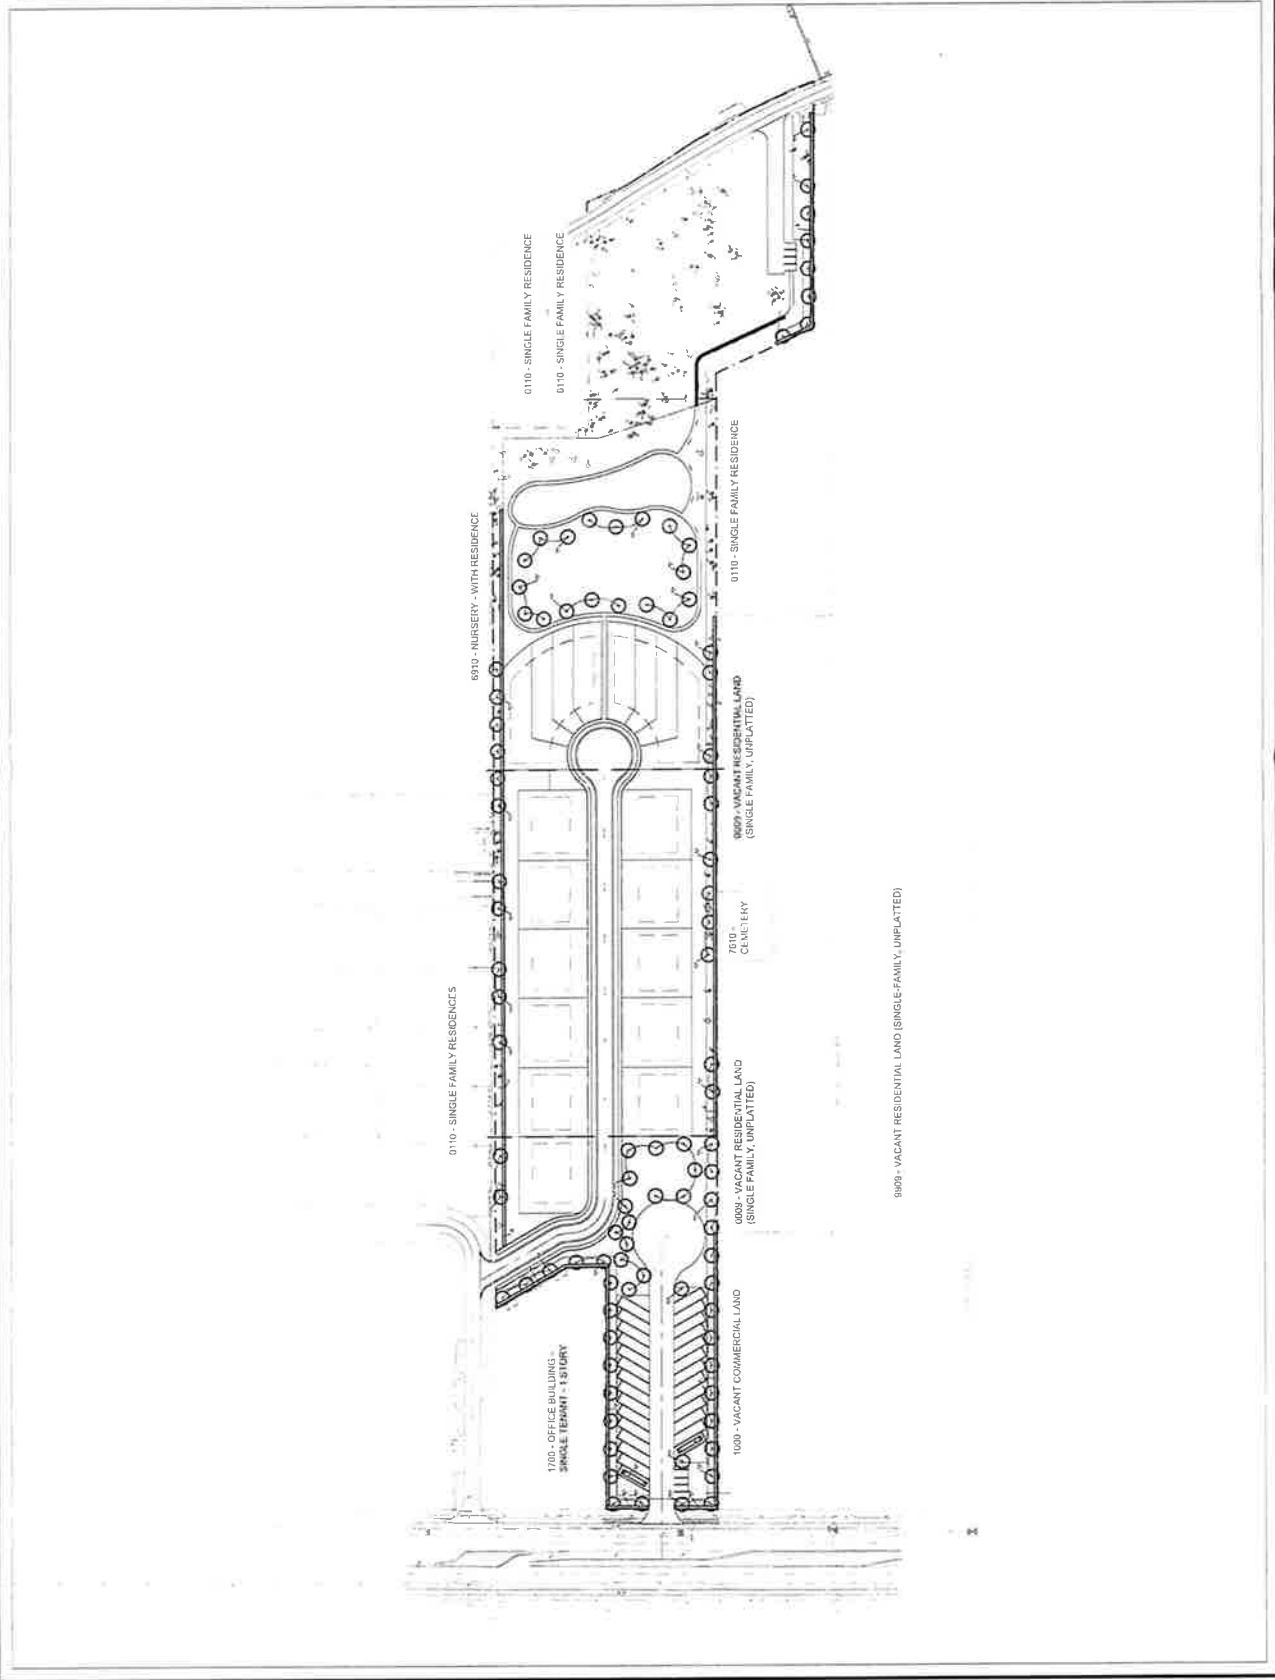 0110 - SINGLE FAMILY RESIDENCE
0110 - SINGLE FAMILY RESIDENCE
6910 - NURSERY - WITH RESIDENCE
0110 - SINGLE FAMILY RESIDENCE
0009 - VACANT RESIDENTIAL LAND
(SINGLE FAMILY, UNPLATTED)
7610 -
CEMETERY
0110 - SINGLE FAMILY RESIDENCES
0009 - VACANT RESIDENTIAL LAND
(SINGLE FAMILY, UNPLATTED)
9909 - VACANT RESIDENTIAL LAND (SINGLE-FAMILY, UNPLATTED)
1700 - OFFICE BUILDING -
SINGLE TENANT - 1 STORY
1000 - VACANT COMMERCIAL LAND